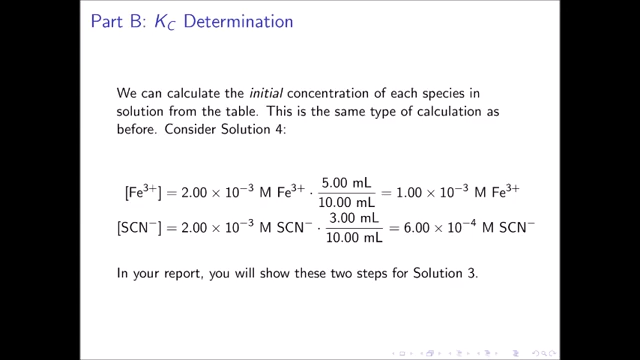 Part B: K_C Determination
We can calculate the initial concentration of each species in
solution from the table. This is the same type of calculation as
before. Consider Solution 4:
[Fe³⁺] = 2.00 × 10⁻³ M Fe³⁺ · 5.00 mL / 10.00 mL = 1.00 × 10⁻³ M Fe³⁺
[SCN⁻] = 2.00 × 10⁻³ M SCN⁻ · 3.00 mL / 10.00 mL = 6.00 × 10⁻⁴ M SCN⁻
In your report, you will show these two steps for Solution 3.